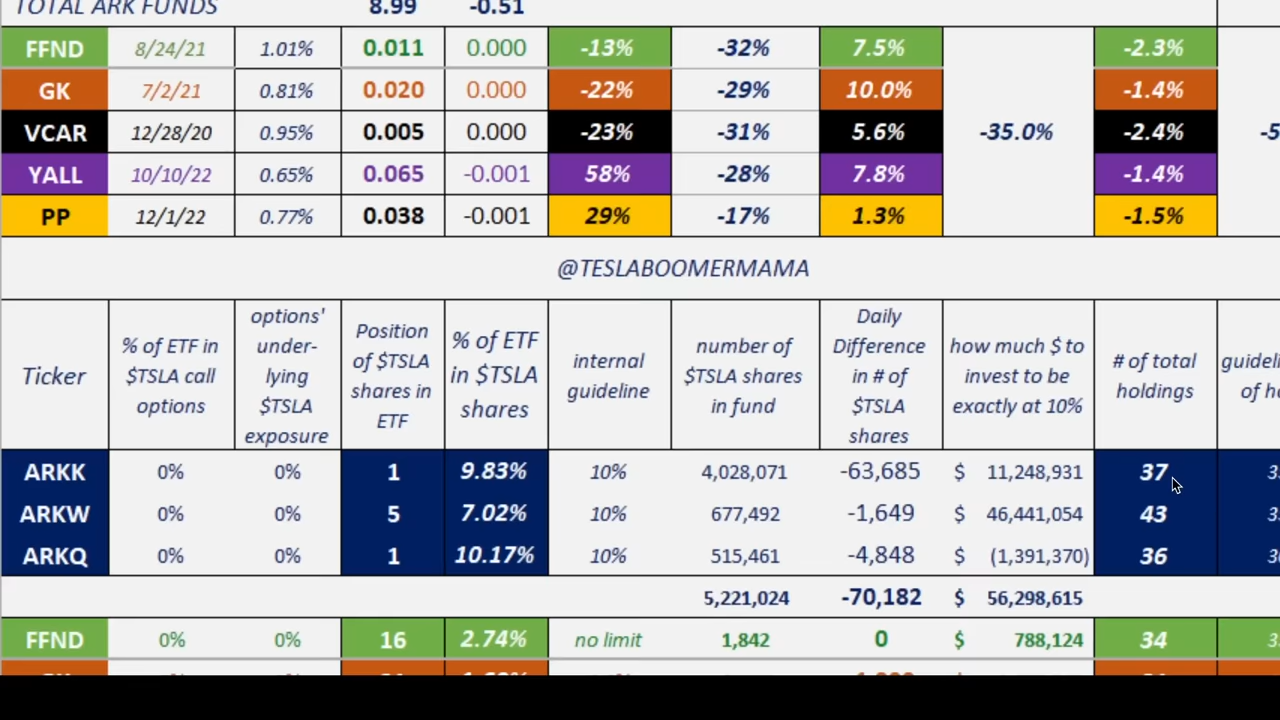 TOTAL ARK FUNDS 8.99 -0.51
FFND 8/24/21 1.01% 0.011 0.000 -13% -32% 7.5% -2.3%
GK 7/2/21 0.81% 0.020 0.000 -22% -29% 10.0% -1.4%
VCAR 12/28/20 0.95% 0.005 0.000 -23% -31% 5.6% -35.0% -2.4% -5
YALL 10/10/22 0.65% 0.065 -0.001 58% -28% 7.8% -1.4%
PP 12/1/22 0.77% 0.038 -0.001 29% -17% 1.3% -1.5%
@TESLABOOMERMAMA
Ticker
% of ETF in
$TSLA call
options
options'
under-
lying
$TSLA
exposure
Position
of $TSLA
shares in
ETF
% of ETF
in $TSLA
shares
internal
guideline
number of
$TSLA shares
in fund
Daily
Difference
in # of
$TSLA
shares
how much $ to
invest to be
exactly at 10%
# of total
holdings
ARKK 0% 0% 1 9.83% 10% 4,028,071 -63,685 $ 11,248,931 37
ARKW 0% 0% 5 7.02% 10% 677,492 -1,649 $ 46,441,054 43
ARKQ 0% 0% 1 10.17% 10% 515,461 -4,848 $ (1,391,370) 36
5,221,024 -70,182 $ 56,298,615
FFND 0% 0% 16 2.74% no limit 1,842 0 $ 788,124 34